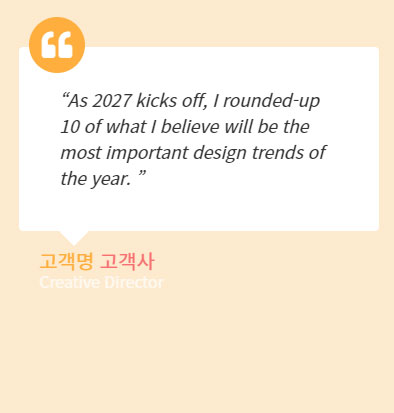 “As 2027 kicks off, I rounded-up
10 of what I believe will be the
most important design trends of
the year. ”
고객명 고객사
Creative Director